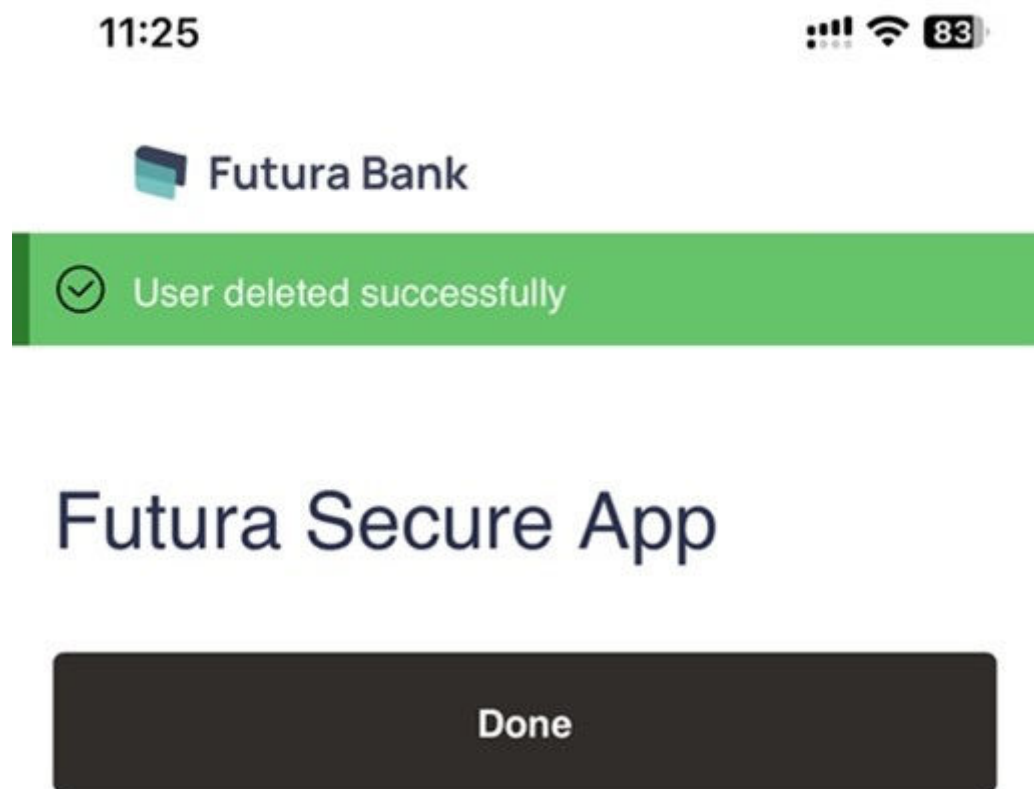 11:25
83
Futura Bank
User deleted successfully
Futura Secure App
Done